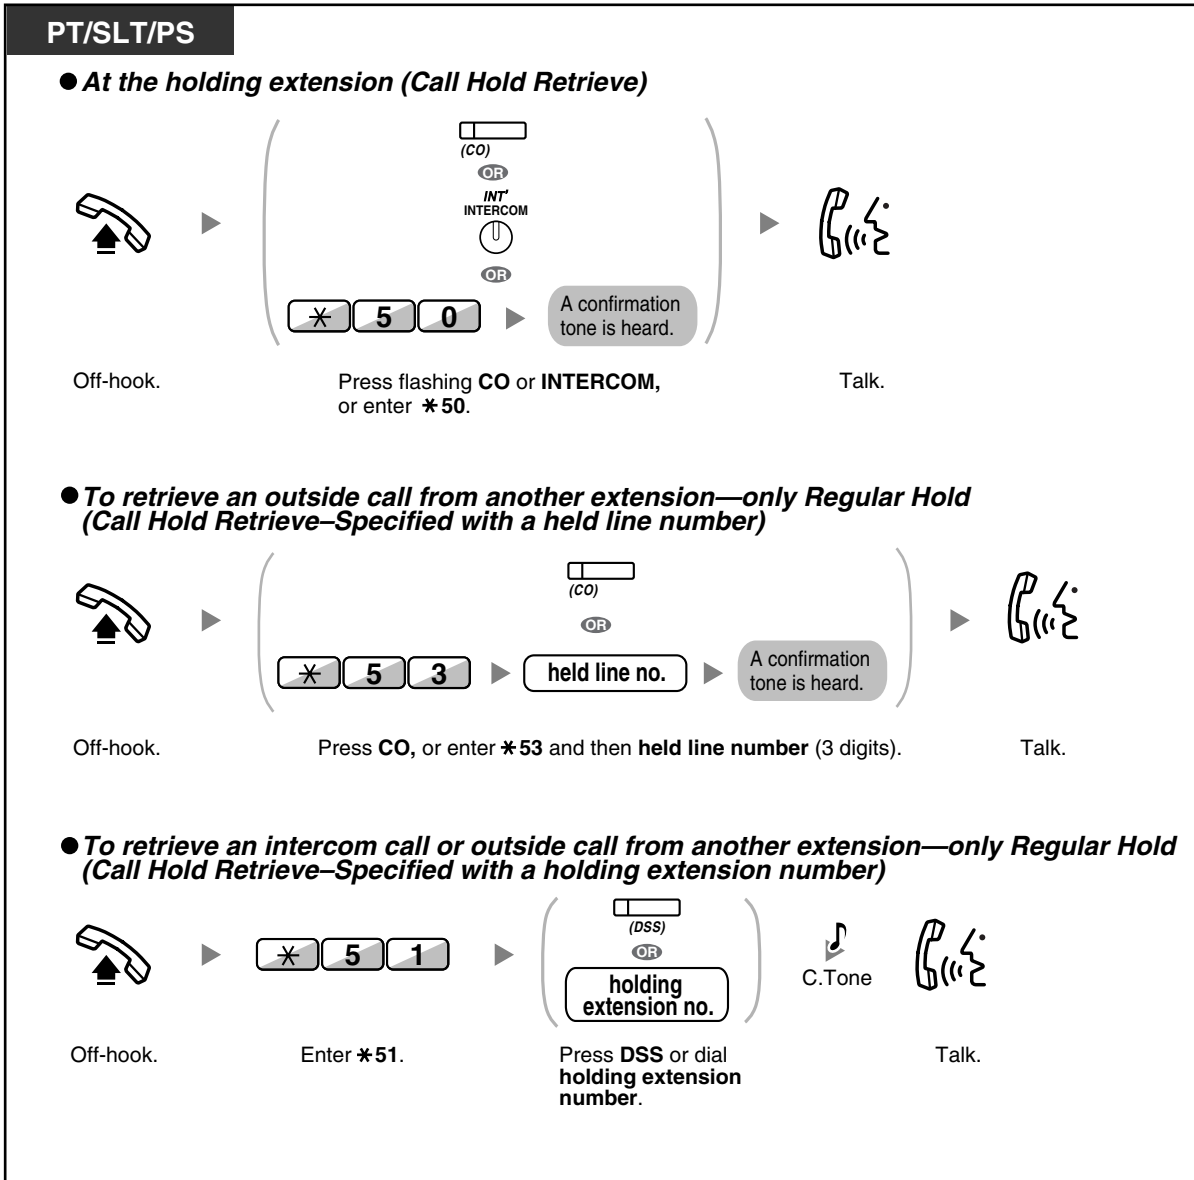 PT/SLT/PS
● At the holding extension (Call Hold Retrieve)
(CO)
OR
INT'
INTERCOM
OR
* 5 0
A confirmation
tone is heard.
Off-hook.
Press flashing CO or INTERCOM,
or enter *50.
Talk.
● To retrieve an outside call from another extension—only Regular Hold
(Call Hold Retrieve–Specified with a held line number)
(CO)
OR
* 5 3
held line no.
A confirmation
tone is heard.
Off-hook.
Press CO, or enter *53 and then held line number (3 digits).
Talk.
● To retrieve an intercom call or outside call from another extension—only Regular Hold
(Call Hold Retrieve–Specified with a holding extension number)
* 5 1
(DSS)
OR
holding
extension no.
C.Tone
Off-hook.
Enter *51.
Press DSS or dial
holding extension
number.
Talk.